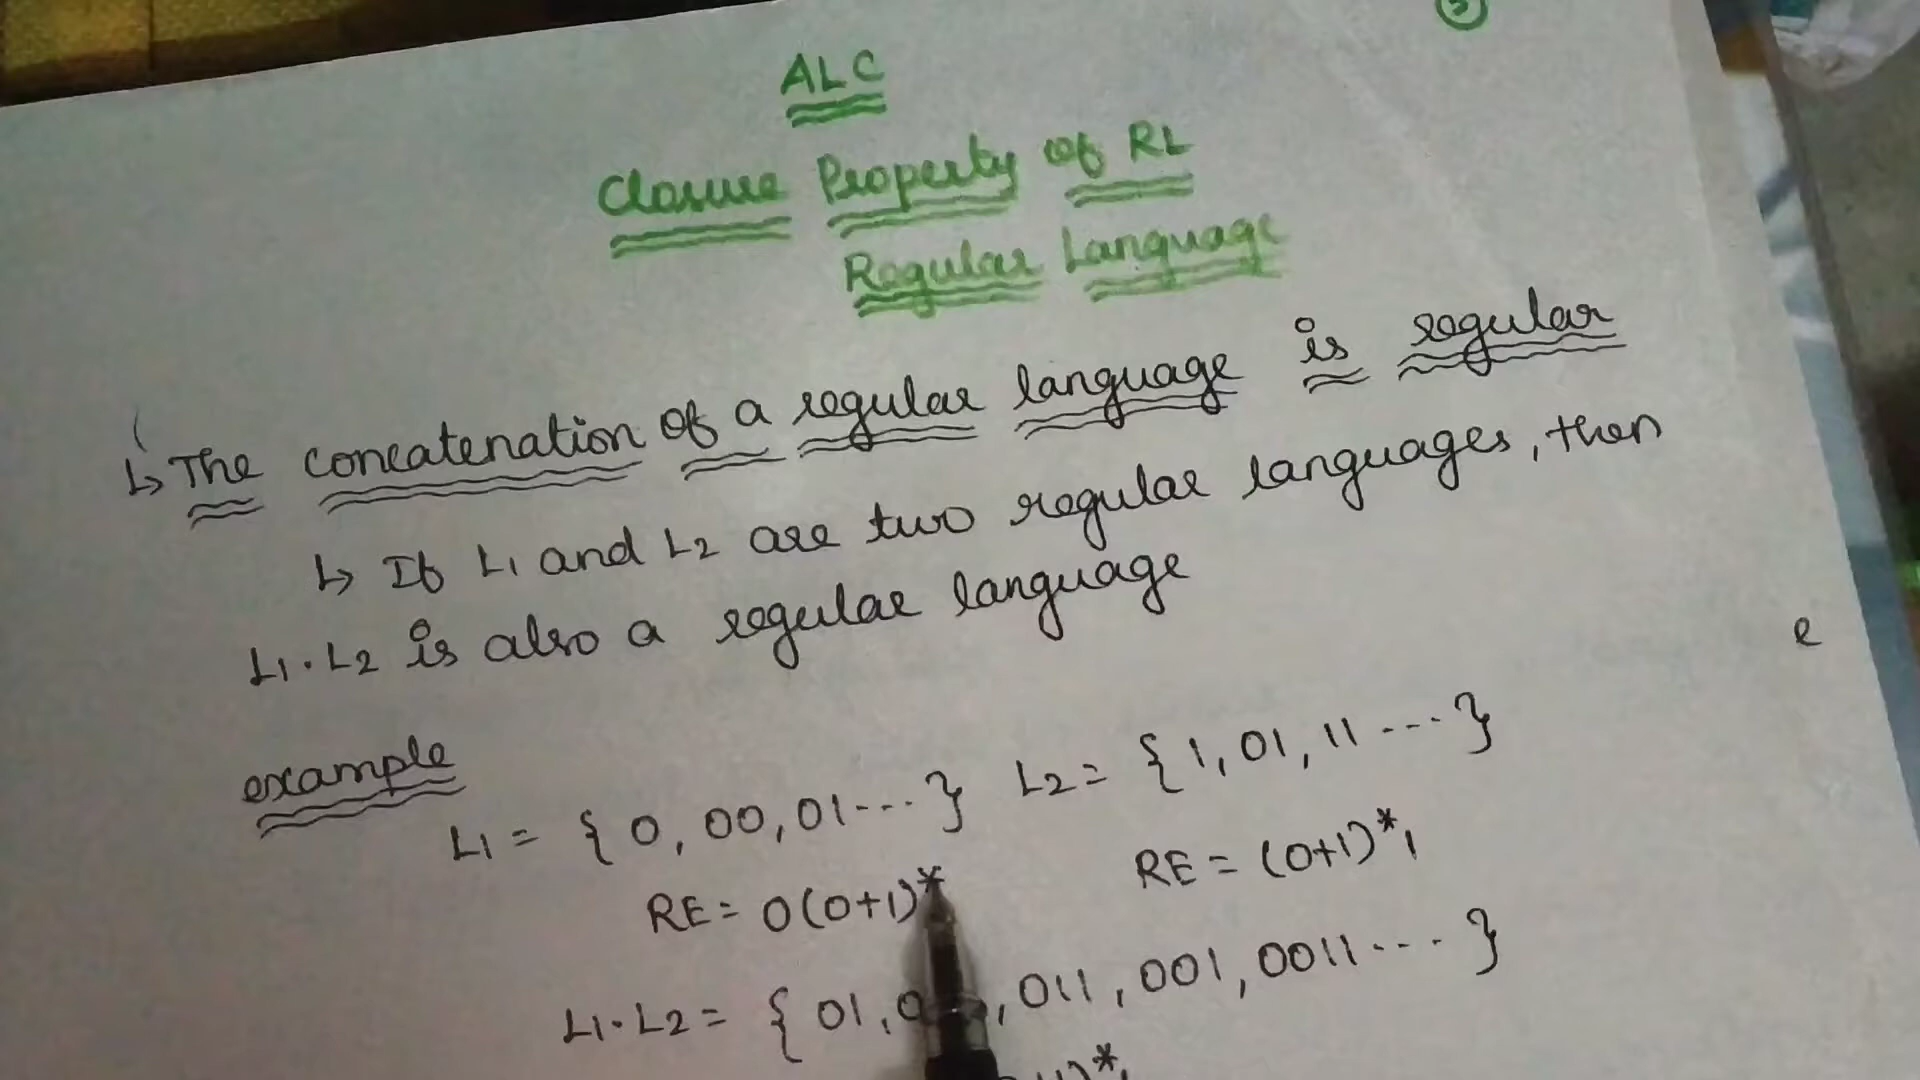 ALC
Closure Property of RL
Regular Language
↳ The concatenation of a regular language is regular
↳ If L1 and L2 are two regular languages, then
L1.L2 is also a regular language
e
example
L1 = { 0, 00, 01 --- } L2 = { 1, 01, 11 --- }
RE = 0(0+1)* RE = (0+1)*1
L1.L2 = { 01, , 011, 001, 0011 --- }